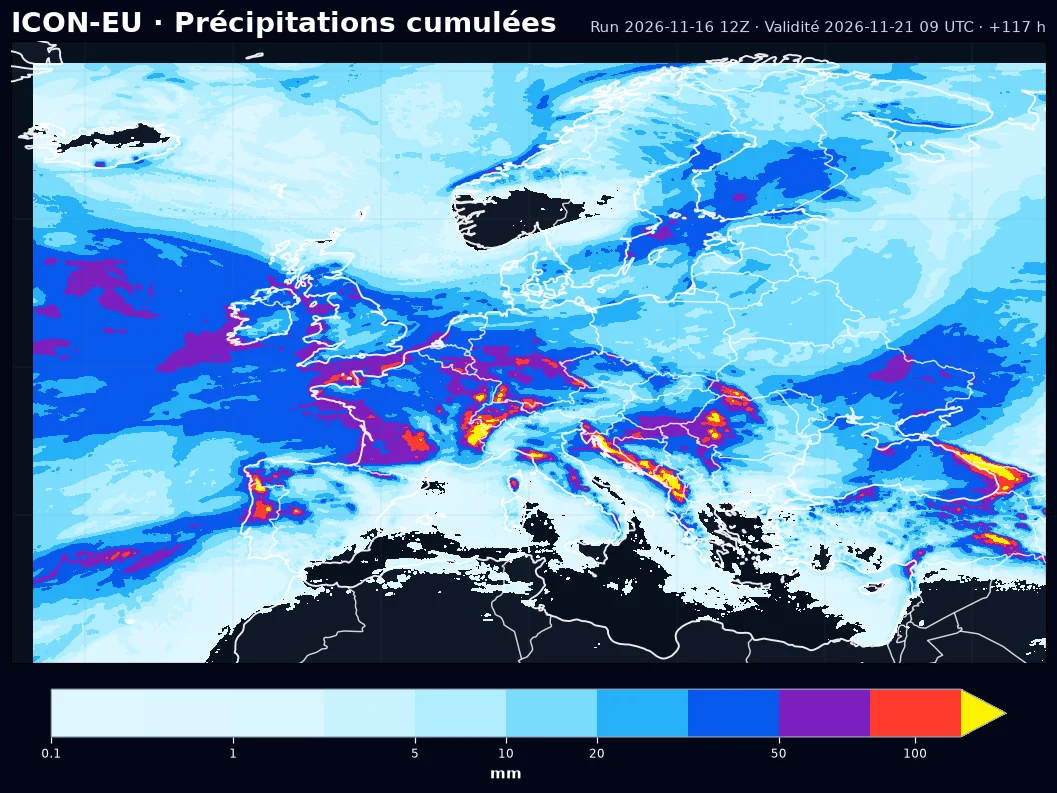 ICON-EU · Précipitations cumulées
Run 2026-11-16 12Z · Validité 2026-11-21 09 UTC · +117 h
0.1 1 5 10 20 50 100
mm